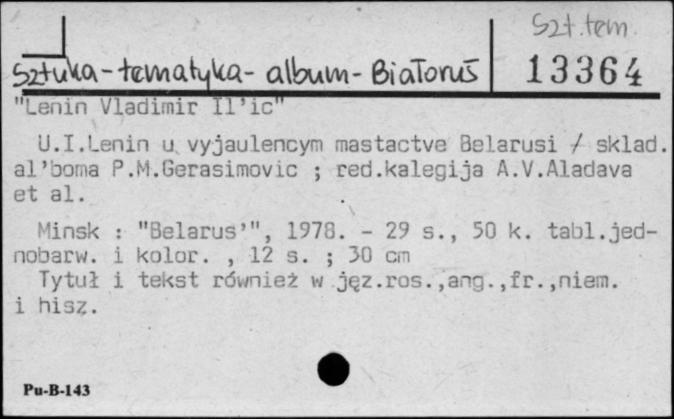 Szt.tem.
Sztuka-tematyka-album-Białoruś
13364
"Lenin Vladimir Il'ic"
U.I.Lenin u vyjaulencym mastactve Belarusi / sklad.
al'boma P.M.Gerasimovic ; red.kalegija A.V.Aladava
et al.
Minsk : "Belarus'", 1978. - 29 s., 50 k. tabl.jed-
nobarw. i kolor. , 12 s. ; 30 cm
Tytuł i tekst również w jęz.ros.,ang.,fr.,niem.
i hisz.
Pu-B-143